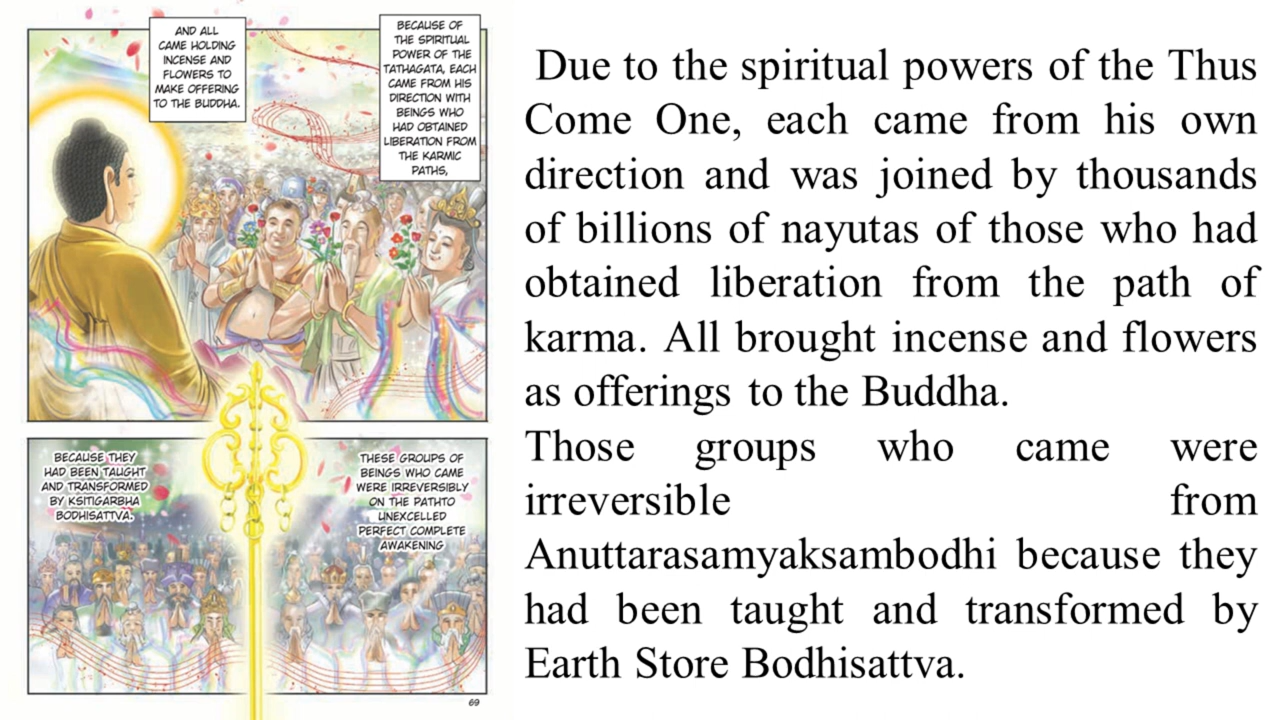 BECAUSE OF
THE SPIRITUAL
POWER OF THE
TATHAGATA, EACH
CAME FROM HIS
DIRECTION WITH
BEINGS WHO
HAD OBTAINED
LIBERATION FROM
THE KARMIC
PATHS,
AND ALL
CAME HOLDING
INCENSE AND
FLOWERS TO
MAKE OFFERING
TO THE BUDDHA.
THESE GROUPS OF
BEINGS WHO CAME
WERE IRREVERSIBLY
ON THE PATHTO
UNEXCELLED
PERFECT COMPLETE
AWAKENING
BECAUSE THEY
HAD BEEN TAUGHT
AND TRANSFORMED
BY KSITIGARBHA
BODHISATTVA.
69
Due to the spiritual powers of the Thus
Come One, each came from his own
direction and was joined by thousands
of billions of nayutas of those who had
obtained liberation from the path of
karma. All brought incense and flowers
as offerings to the Buddha.
Those groups who came were
irreversible from
Anuttarasamyaksambodhi because they
had been taught and transformed by
Earth Store Bodhisattva.